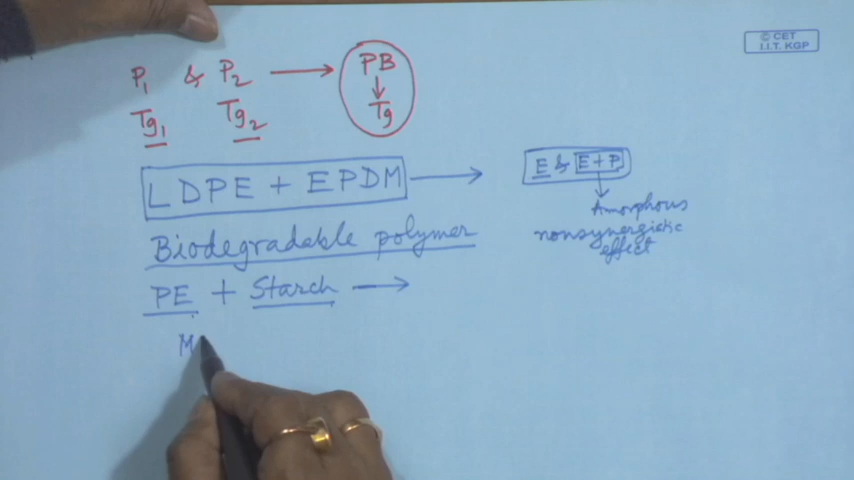 © CET
I.I.T. KGP
P₁ & P₂ → PB
↓
Tg₁ Tg₂ Tg
LDPE + EPDM → E & E + P
↓
Amorphous
nonsynergistic
effect
Biodegradable polymer
PE + Starch →
M